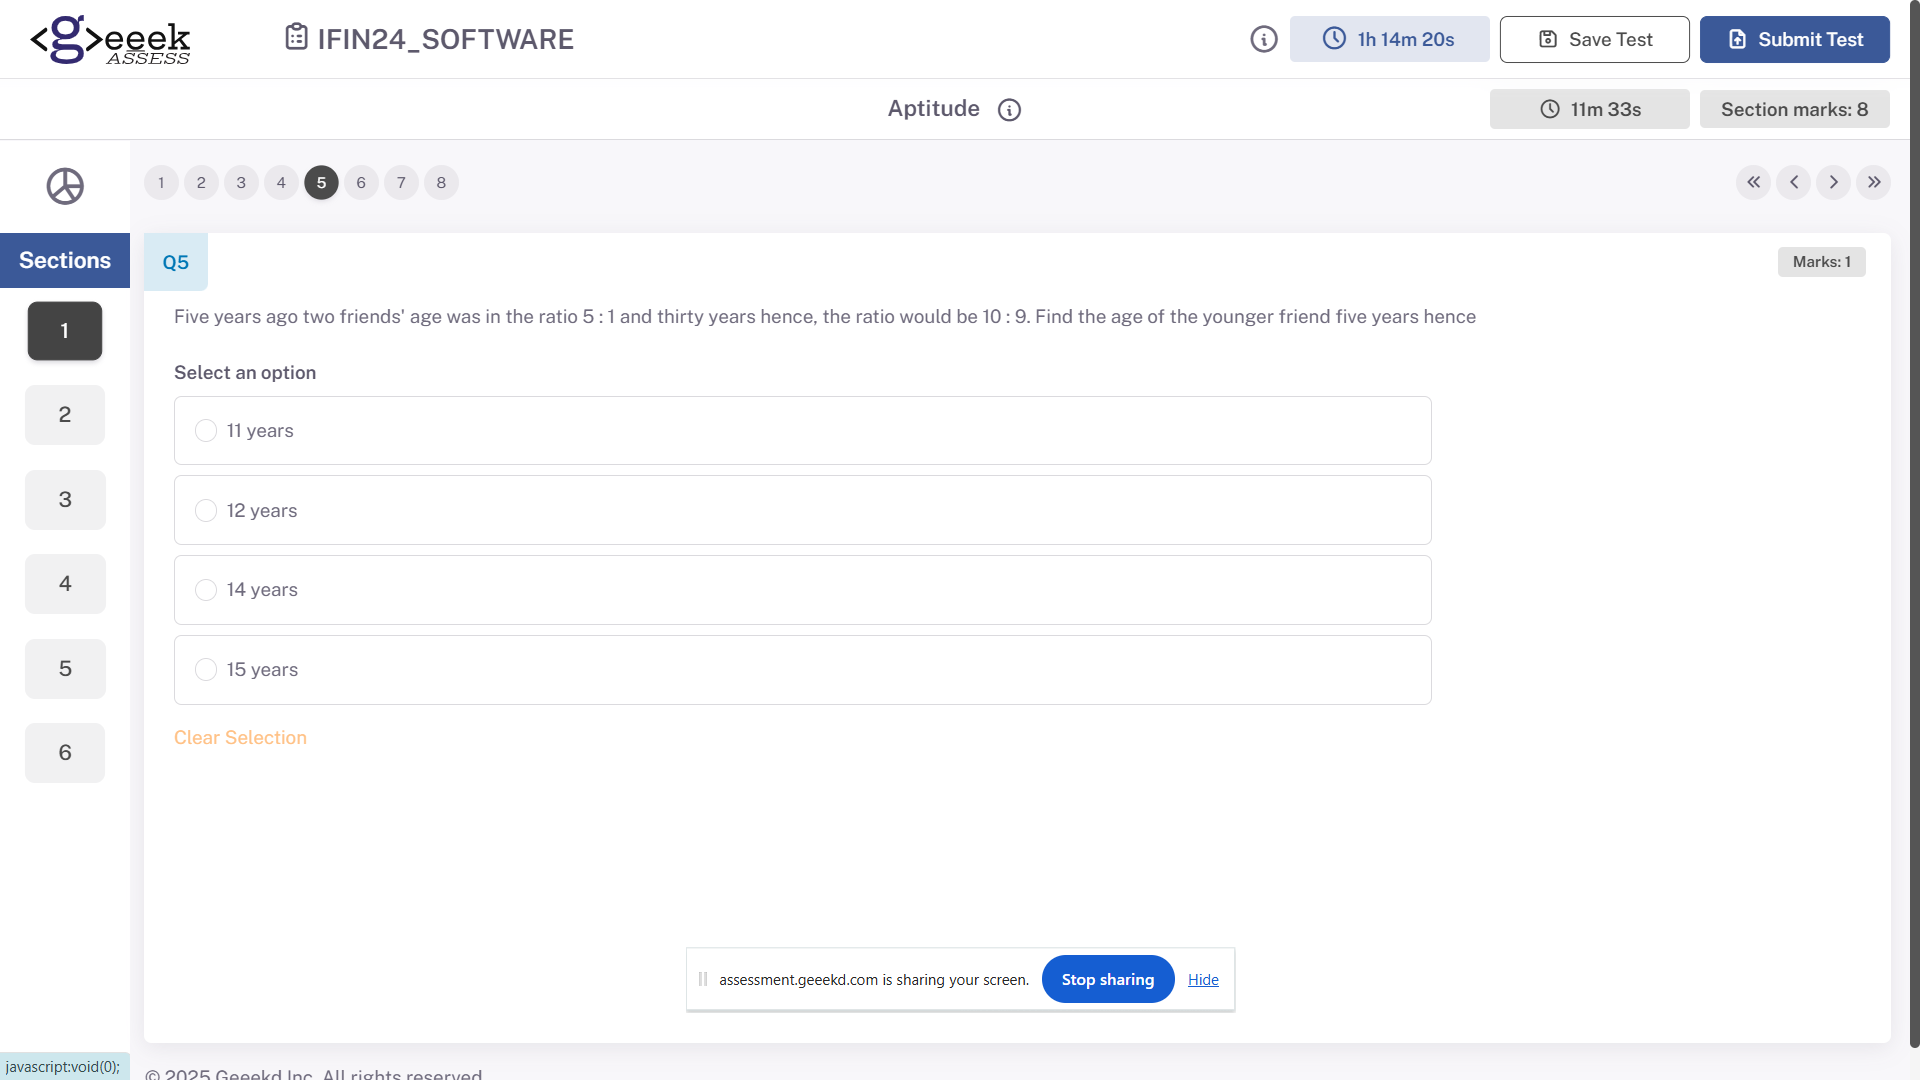 <g>eeek
ASSESS
IFIN24_SOFTWARE
1h 14m 20s
Save Test
Submit Test
Aptitude
11m 33s
Section marks: 8
1 2 3 4 5 6 7 8
Sections
1
2
3
4
5
6
Q5
Marks: 1
Five years ago two friends' age was in the ratio 5 : 1 and thirty years hence, the ratio would be 10 : 9. Find the age of the younger friend five years hence
Select an option
11 years
12 years
14 years
15 years
Clear Selection
assessment.geeekd.com is sharing your screen.
Stop sharing
Hide
javascript:void(0);
© 2025 Geeekd Inc. All rights reserved